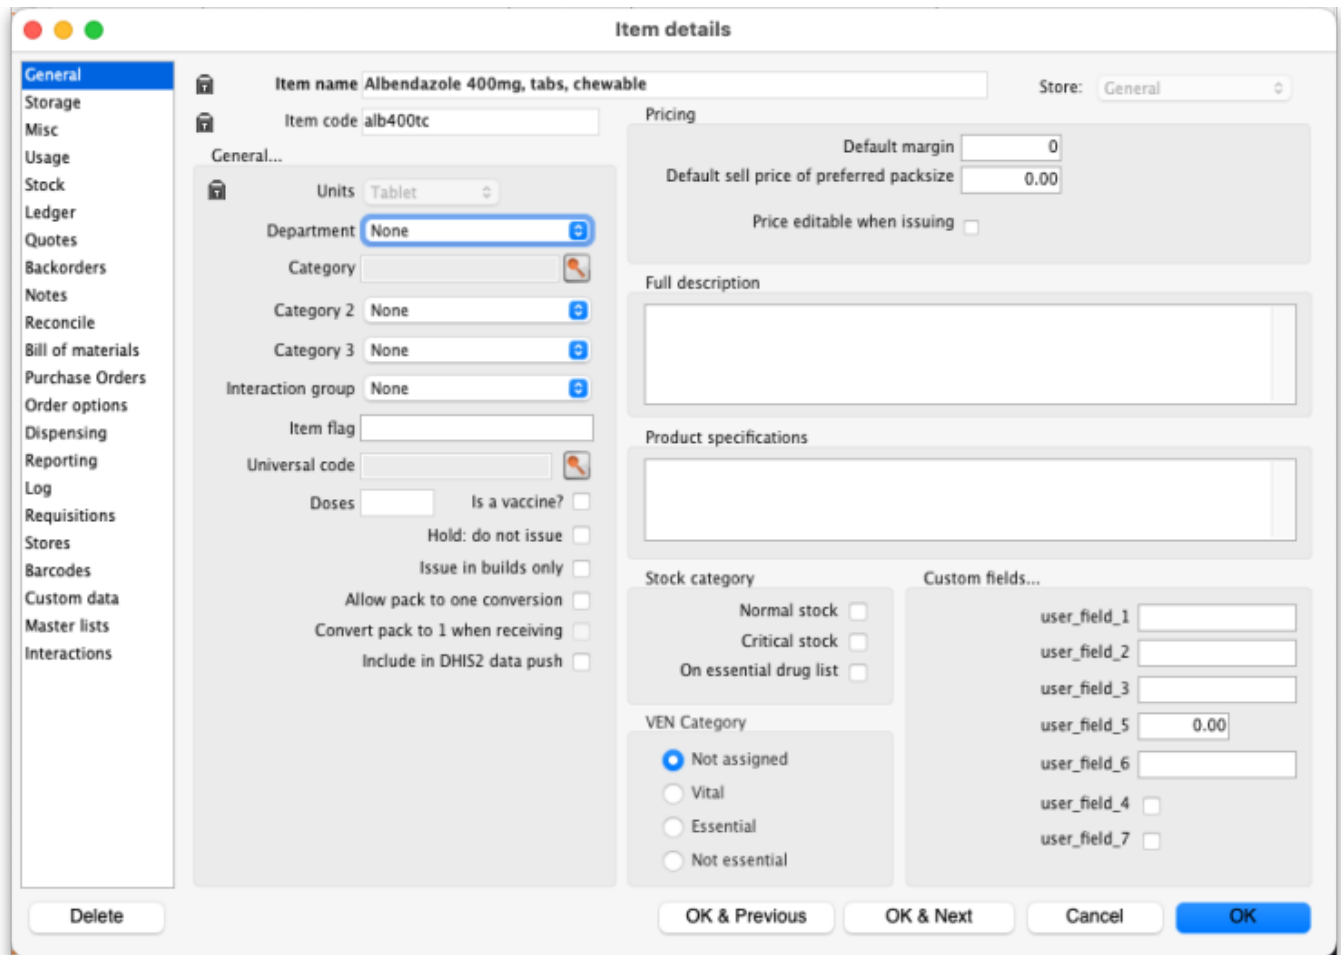 Item details
General
Storage
Misc
Usage
Stock
Ledger
Quotes
Backorders
Notes
Reconcile
Bill of materials
Purchase Orders
Order options
Dispensing
Reporting
Log
Requisitions
Stores
Barcodes
Custom data
Master lists
Interactions
Item name Albendazole 400mg, tabs, chewable
Store: General
Item code alb400tc
General...
Units Tablet
Department None
Category
Category 2 None
Category 3 None
Interaction group None
Item flag
Universal code
Doses Is a vaccine?
Hold: do not issue
Issue in builds only
Allow pack to one conversion
Convert pack to 1 when receiving
Include in DHIS2 data push
Pricing
Default margin 0
Default sell price of preferred packsize 0.00
Price editable when issuing
Full description
Product specifications
Stock category
Normal stock
Critical stock
On essential drug list
VEN Category
Not assigned
Vital
Essential
Not essential
Custom fields...
user_field_1
user_field_2
user_field_3
user_field_5 0.00
user_field_6
user_field_4
user_field_7
Delete
OK & Previous
OK & Next
Cancel
OK